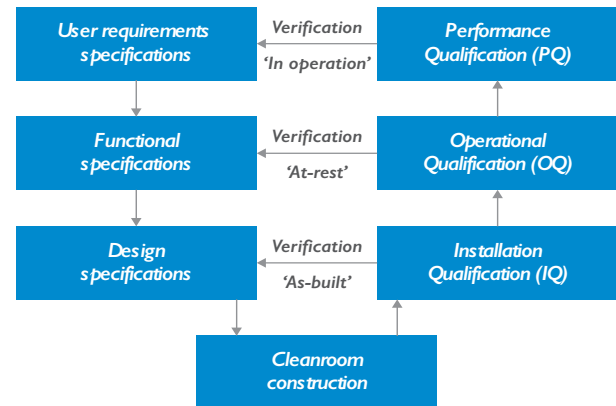 User requirements
specifications
Verification
‘In operation’
Performance
Qualification (PQ)
Functional
specifications
Verification
‘At-rest’
Operational
Qualification (OQ)
Design
specifications
Verification
‘As-built’
Installation
Qualification (IQ)
Cleanroom
construction